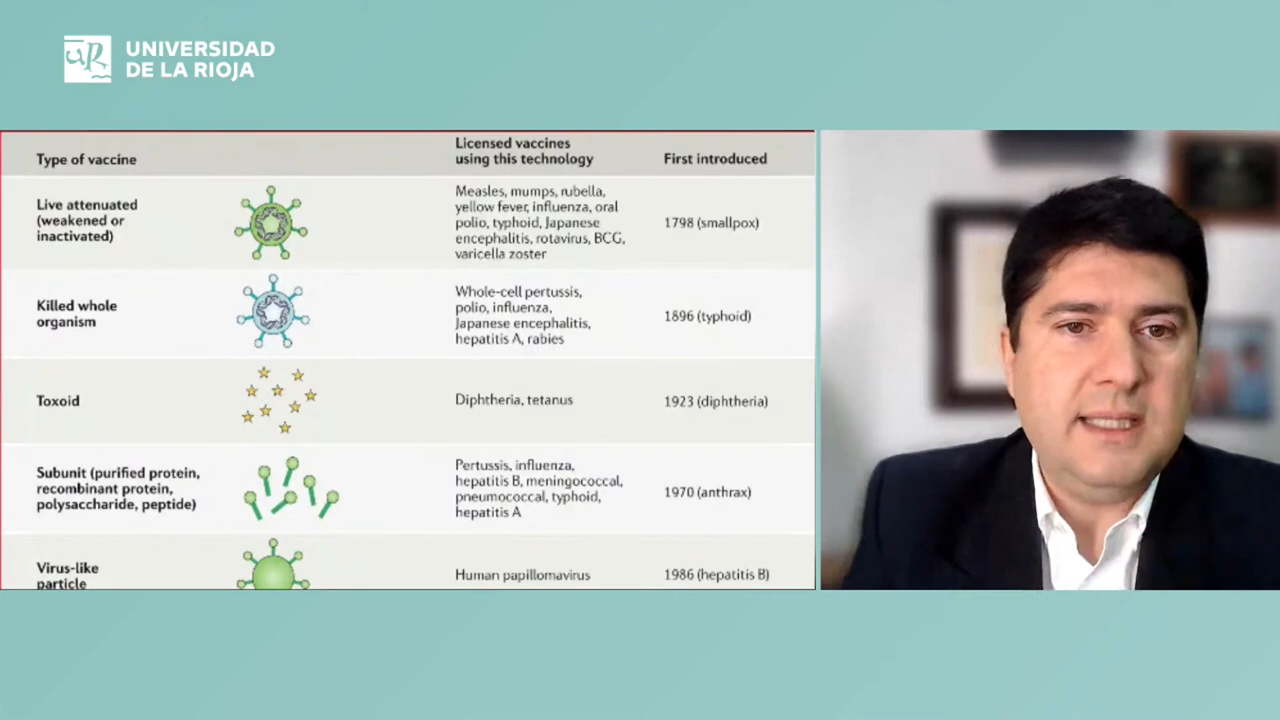 UNIVERSIDAD
DE LA RIOJA
Type of vaccine
Licensed vaccines
using this technology
First introduced
Live attenuated
(weakened or
inactivated)
Measles, mumps, rubella,
yellow fever, influenza, oral
polio, typhoid, Japanese
encephalitis, rotavirus, BCG,
varicella zoster
1798 (smallpox)
Killed whole
organism
Whole-cell pertussis,
polio, influenza,
Japanese encephalitis,
hepatitis A, rabies
1896 (typhoid)
Toxoid
Diphtheria, tetanus
1923 (diphtheria)
Subunit (purified protein,
recombinant protein,
polysaccharide, peptide)
Pertussis, influenza,
hepatitis B, meningococcal,
pneumococcal, typhoid,
hepatitis A
1970 (anthrax)
Virus-like
particle
Human papillomavirus
1986 (hepatitis B)